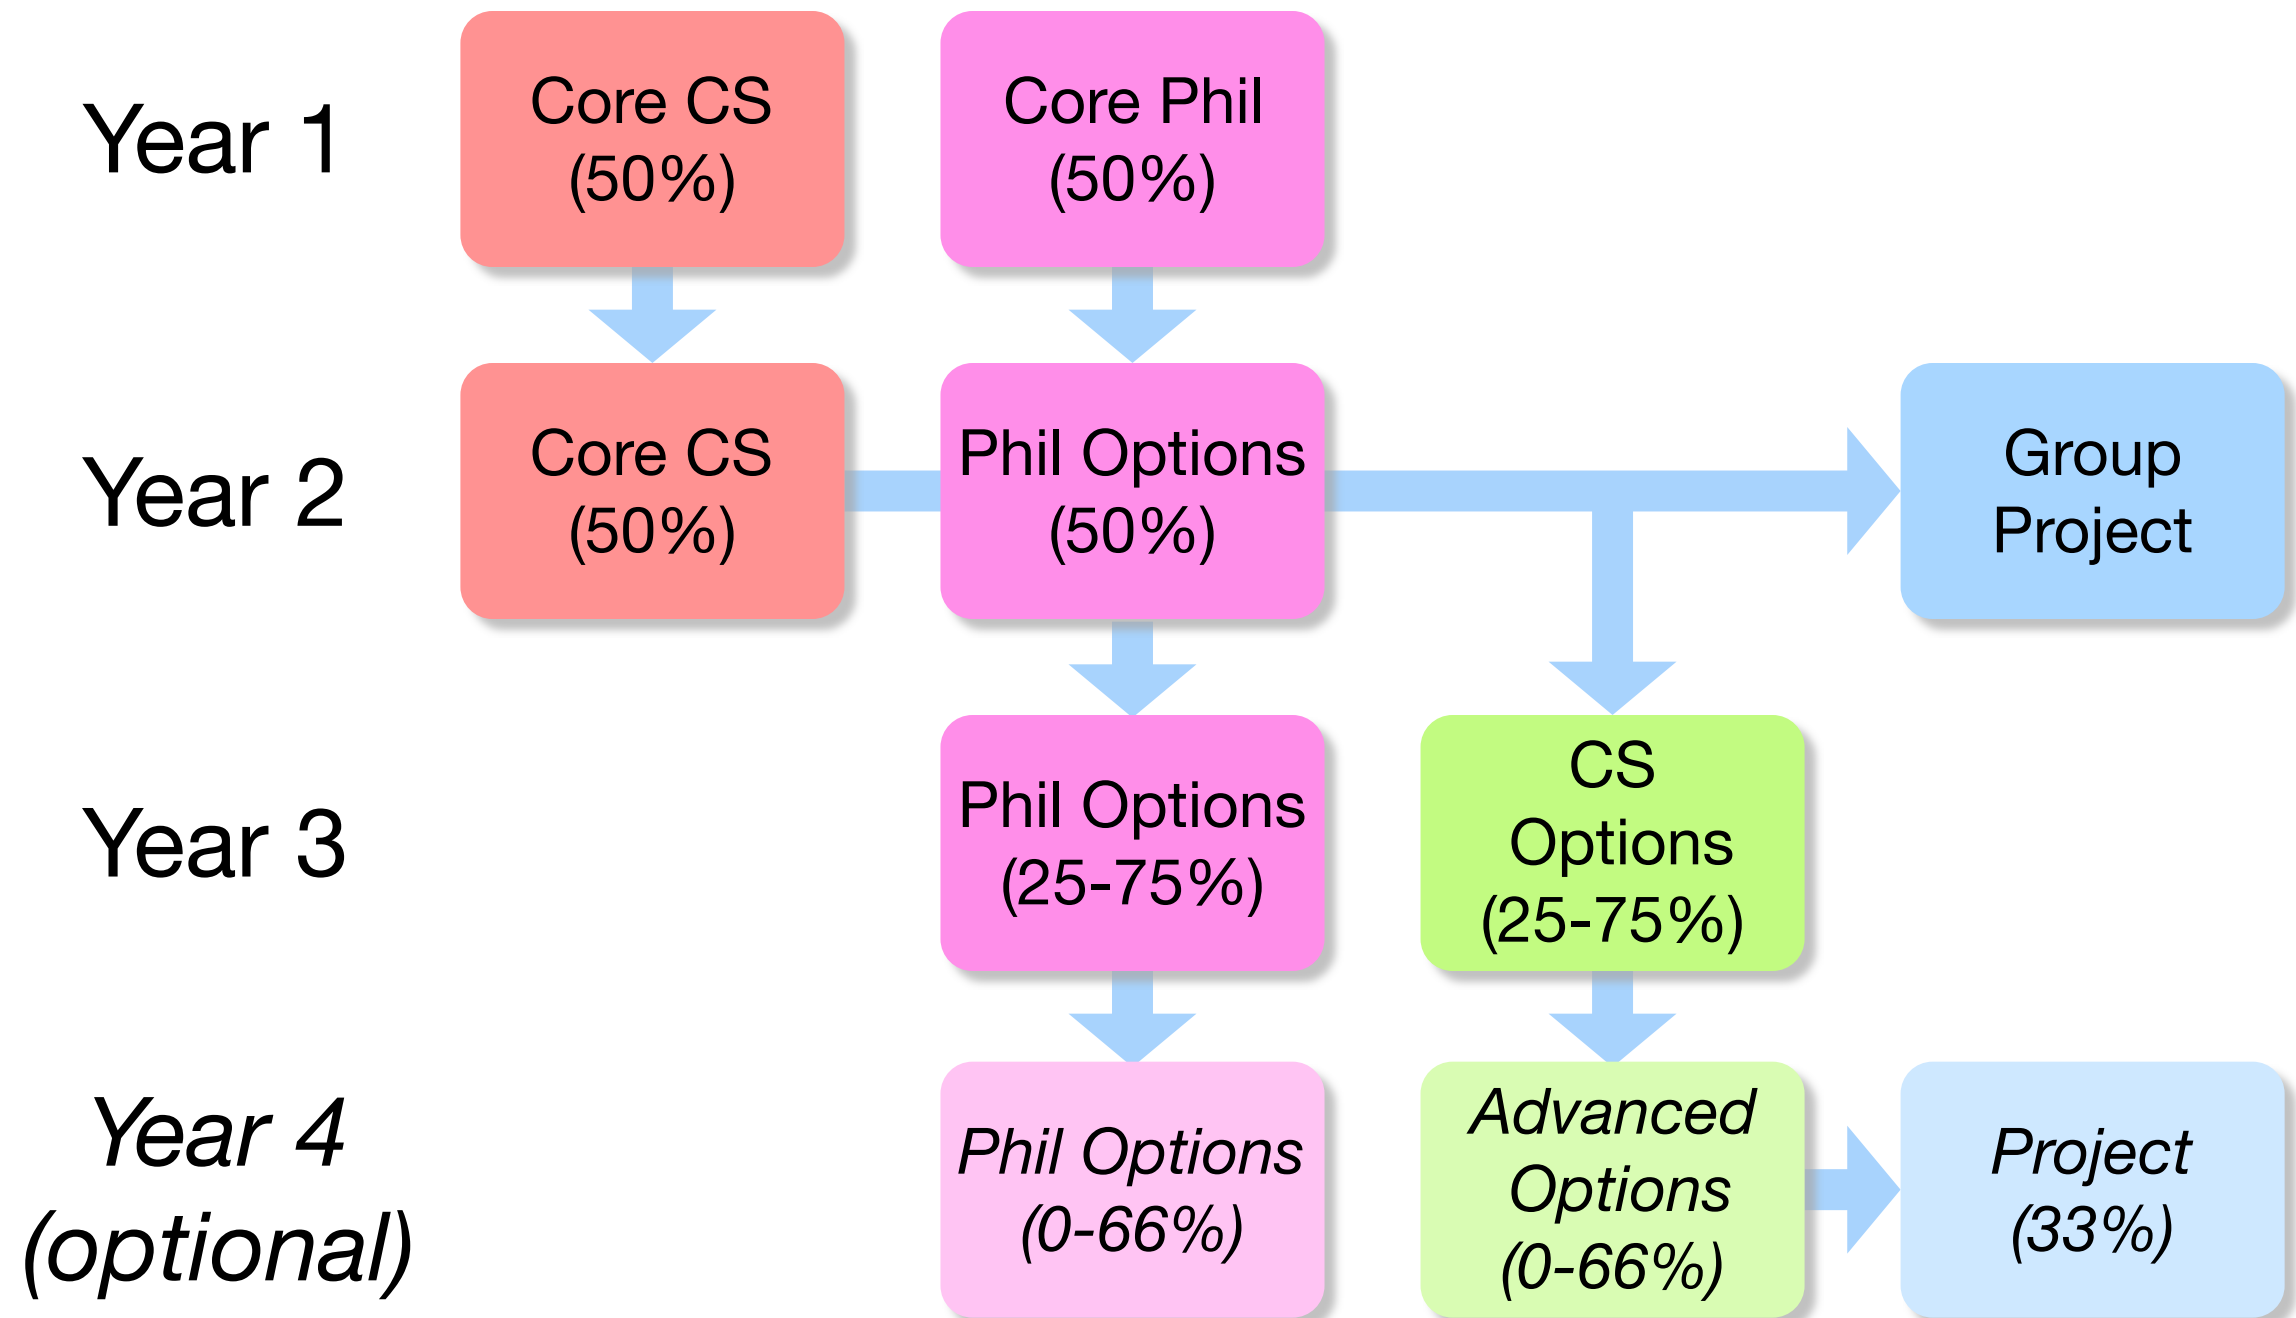 Year 1
Core CS
(50%)
Core Phil
(50%)
Year 2
Core CS
(50%)
Phil Options
(50%)
Group
Project
Year 3
Phil Options
(25-75%)
CS
Options
(25-75%)
Year 4
(optional)
Phil Options
(0-66%)
Advanced
Options
(0-66%)
Project
(33%)